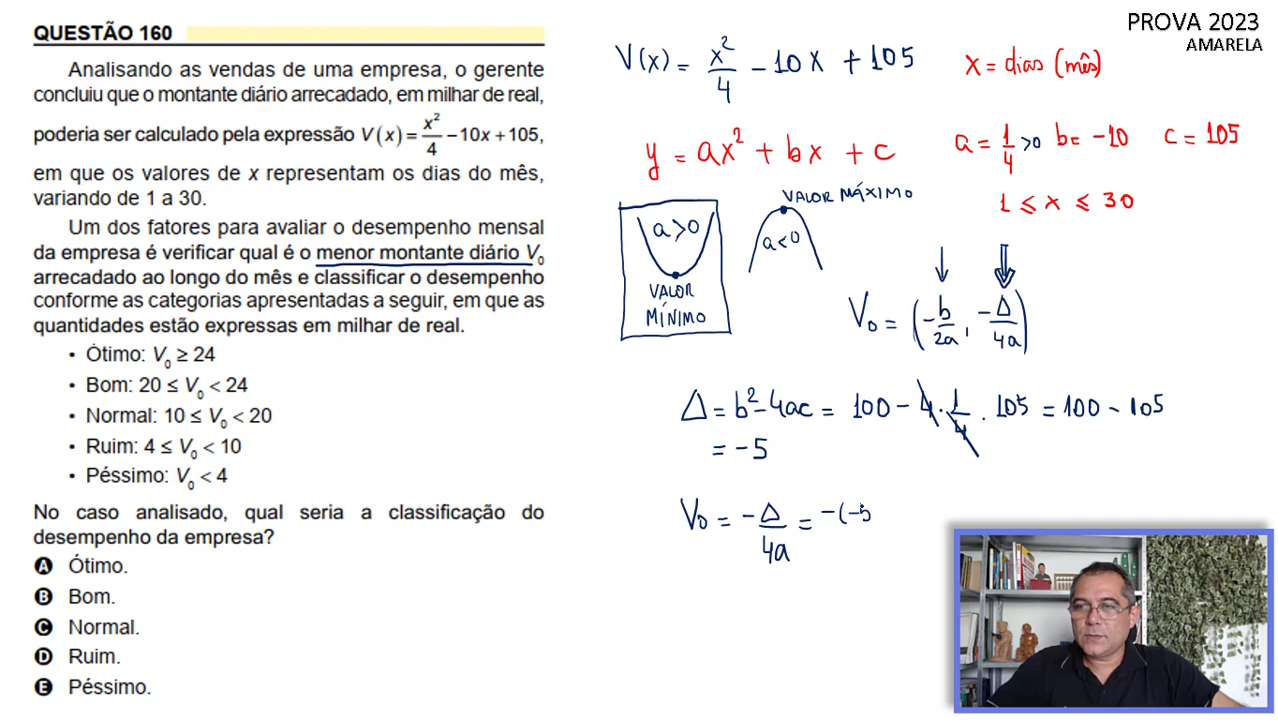 QUESTÃO 160
Analisando as vendas de uma empresa, o gerente
concluiu que o montante diário arrecadado, em milhar de real,
poderia ser calculado pela expressão V(x) = x²/4 − 10x + 105,
em que os valores de x representam os dias do mês,
variando de 1 a 30.
Um dos fatores para avaliar o desempenho mensal
da empresa é verificar qual é o menor montante diário V₀
arrecadado ao longo do mês e classificar o desempenho
conforme as categorias apresentadas a seguir, em que as
quantidades estão expressas em milhar de real.
• Ótimo: V₀ ≥ 24
• Bom: 20 ≤ V₀ < 24
• Normal: 10 ≤ V₀ < 20
• Ruim: 4 ≤ V₀ < 10
• Péssimo: V₀ < 4
No caso analisado, qual seria a classificação do
desempenho da empresa?
A Ótimo.
B Bom.
C Normal.
D Ruim.
E Péssimo.
PROVA 2023
AMARELA
V(x) = x²/4 − 10x + 105
x = dias (mês)
y = ax² + bx + c
a = 1/4 >0 b = −10 c = 105
1 ≤ x ≤ 30
a>0
VALOR
MÍNIMO
VALOR MÁXIMO
a<0
V₀ = (−b/2a, −Δ/4a)
Δ = b² − 4ac = 100 − 4 · 1/4 . 105 = 100 − 105
= −5
V₀ = −Δ/4a = −(−5